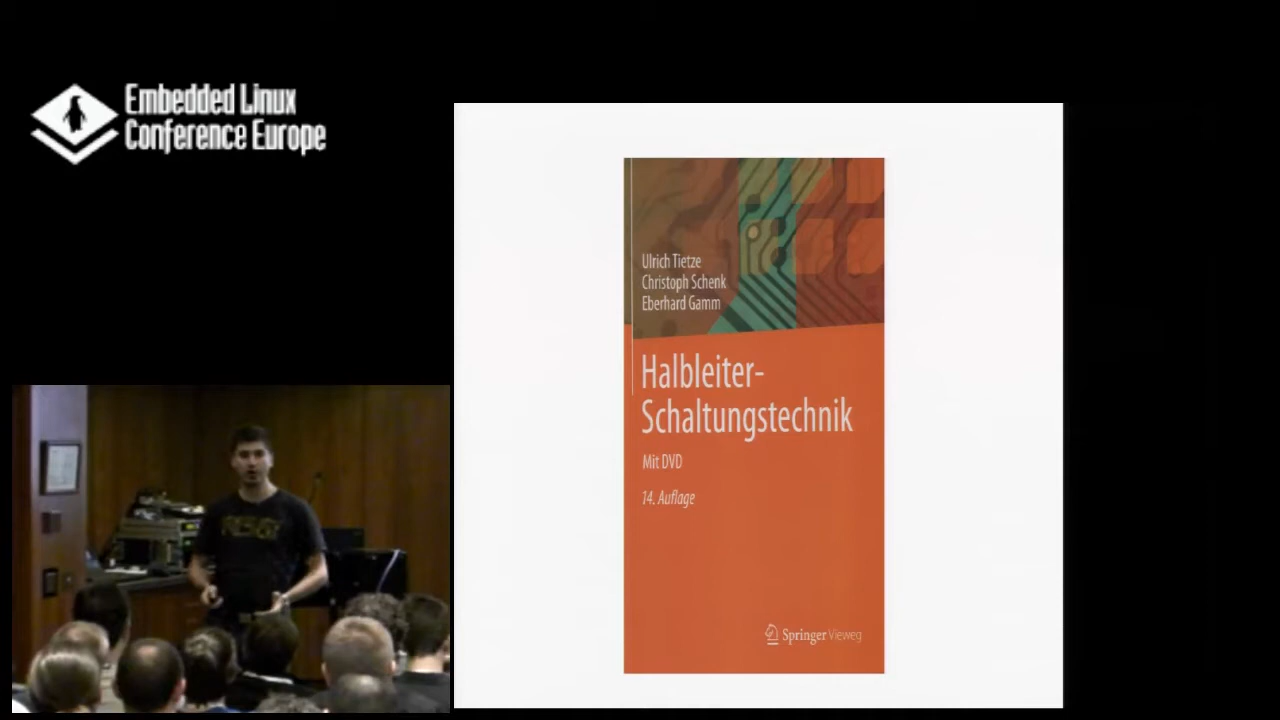 Embedded Linux
Conference Europe
Ulrich Tietze
Christoph Schenk
Eberhard Gamm
Halbleiter-
Schaltungstechnik
Mit DVD
14. Auflage
Springer Vieweg